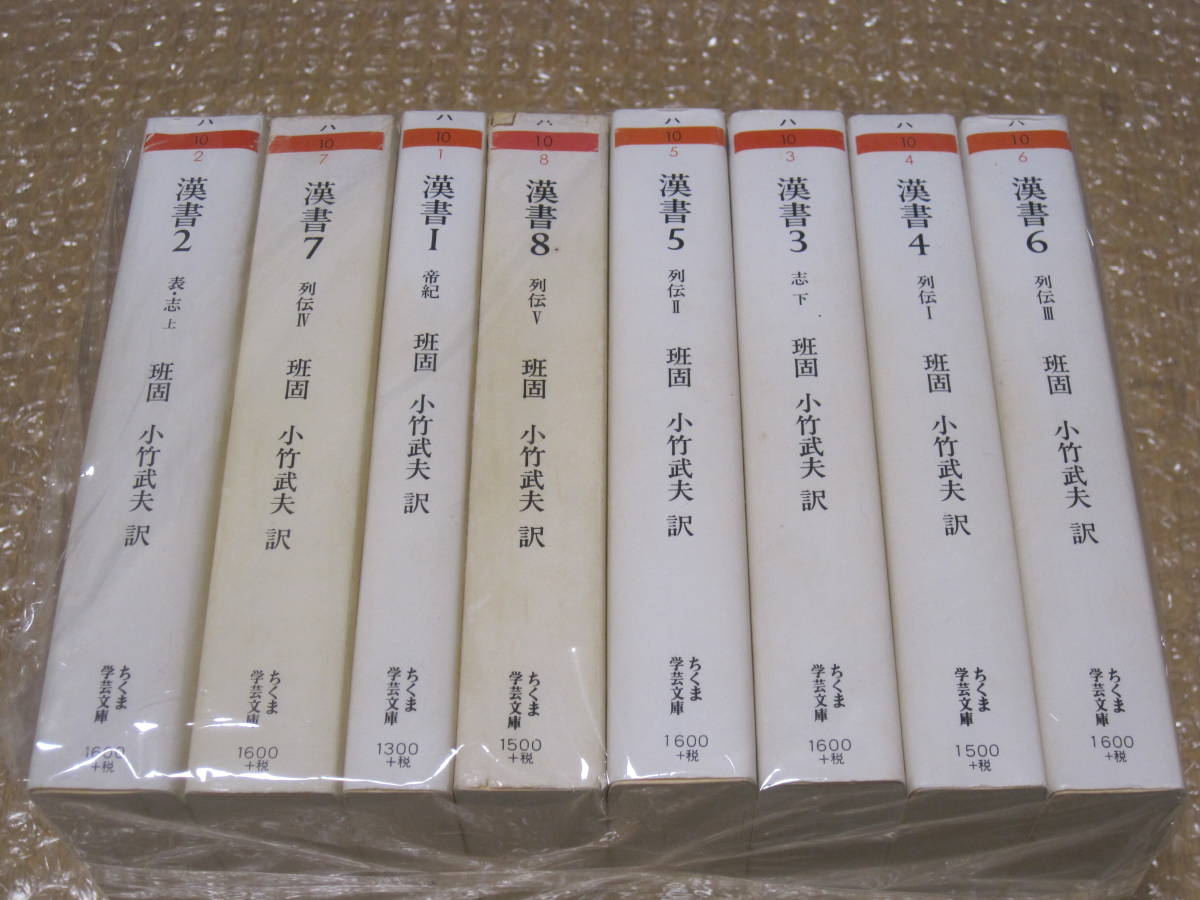 ハ
10
2
漢書2
表・志 上
班固
小竹武夫 訳
ちくま
学芸文庫
1600
+税
ハ
10
7
漢書7
列伝Ⅳ
班固
小竹武夫 訳
ちくま
学芸文庫
1600
+税
ハ
10
1
漢書1
帝紀
班固
小竹武夫 訳
ちくま
学芸文庫
1300
+税
ハ
10
8
漢書8
列伝Ⅴ
班固
小竹武夫 訳
ちくま
学芸文庫
1500
+税
ハ
10
5
漢書5
列伝Ⅱ
班固
小竹武夫 訳
ちくま
学芸文庫
1600
+税
ハ
10
3
漢書3
志 下
班固
小竹武夫 訳
ちくま
学芸文庫
1600
+税
ハ
10
4
漢書4
列伝Ⅰ
班固
小竹武夫 訳
ちくま
学芸文庫
1500
+税
ハ
10
6
漢書6
列伝Ⅲ
班固
小竹武夫 訳
ちくま
学芸文庫
1600
+税